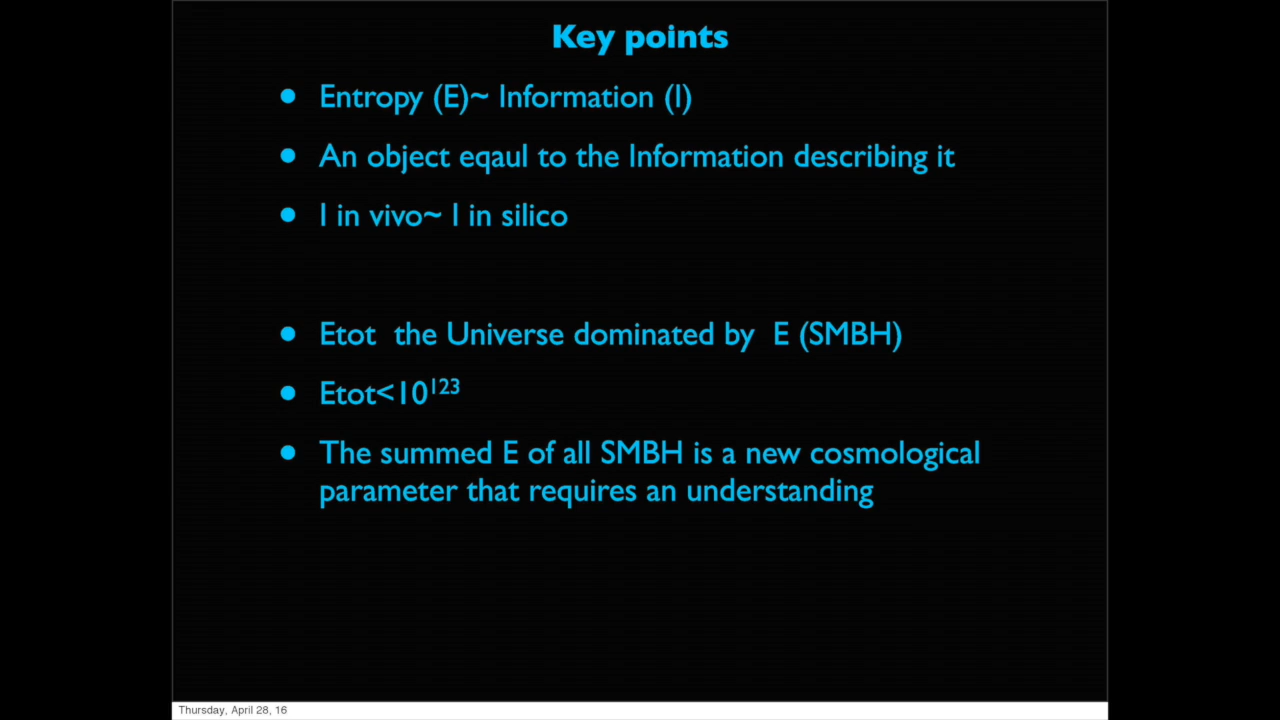 Key points
Entropy (E)~ Information (I)
An object eqaul to the Information describing it
I in vivo~ I in silico
Etot the Universe dominated by E (SMBH)
Etot<10¹²³
The summed E of all SMBH is a new cosmological
parameter that requires an understanding
Thursday, April 28, 16